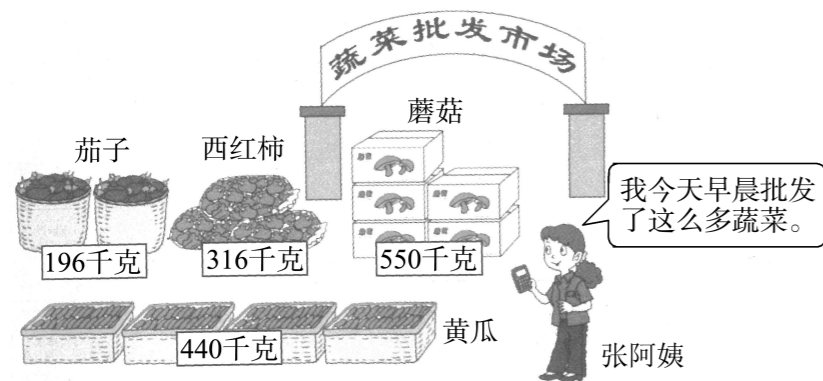 蔬菜批发市场
蘑菇
茄子
西红柿
我今天早晨批发
了这么多蔬菜。
196千克
316千克
550千克
440千克
黄瓜
张阿姨